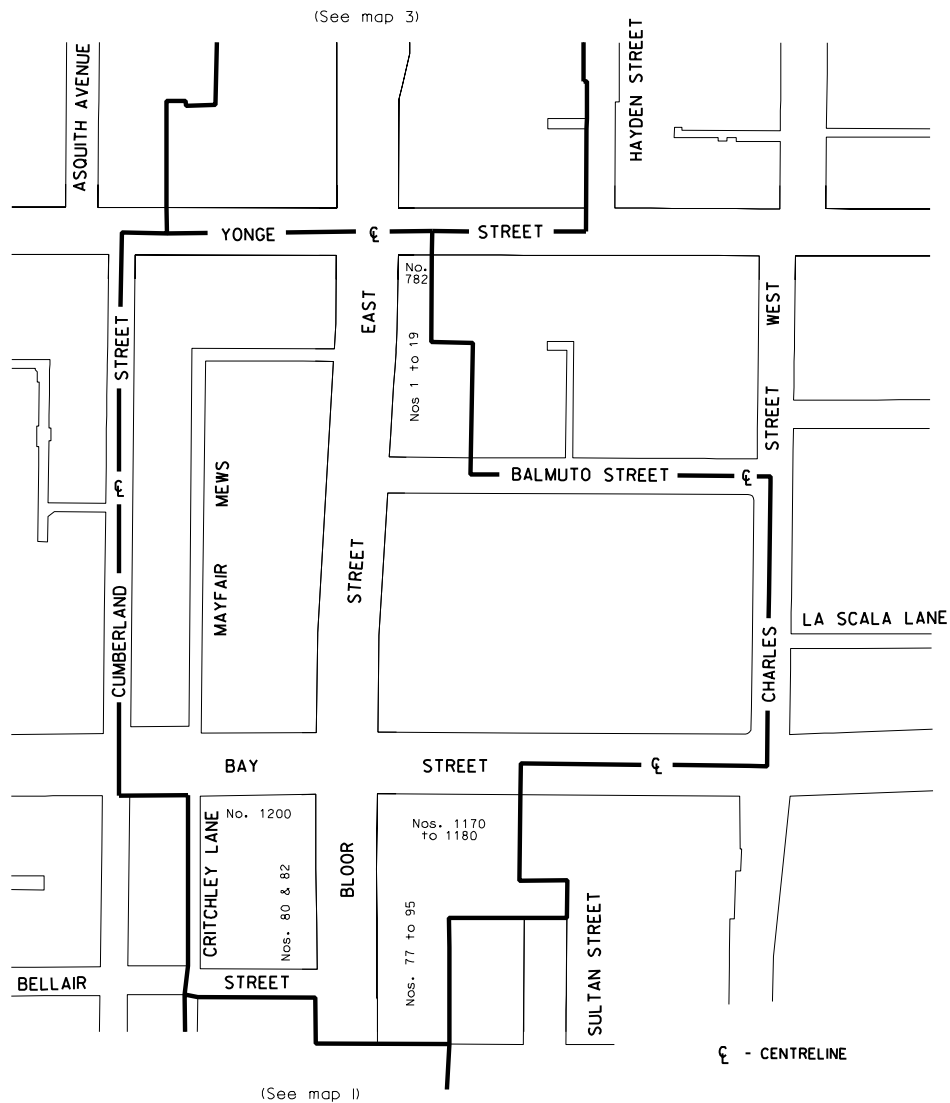 (See map 3)
ASQUITH AVENUE
HAYDEN STREET
YONGE ℄ STREET
No.
782
EAST
WEST
STREET
Nos 1 to 19
STREET
BALMUTO STREET ℄
MEWS
℄
STREET
MAYFAIR
CUMBERLAND
LA SCALA LANE
CHARLES
BAY STREET ℄
No. 1200
Nos. 1170
to 1180
CRITCHLEY LANE
BLOOR
Nos. 80 & 82
Nos. 77 to 95
SULTAN STREET
BELLAIR STREET
℄ - CENTRELINE
(See map 1)